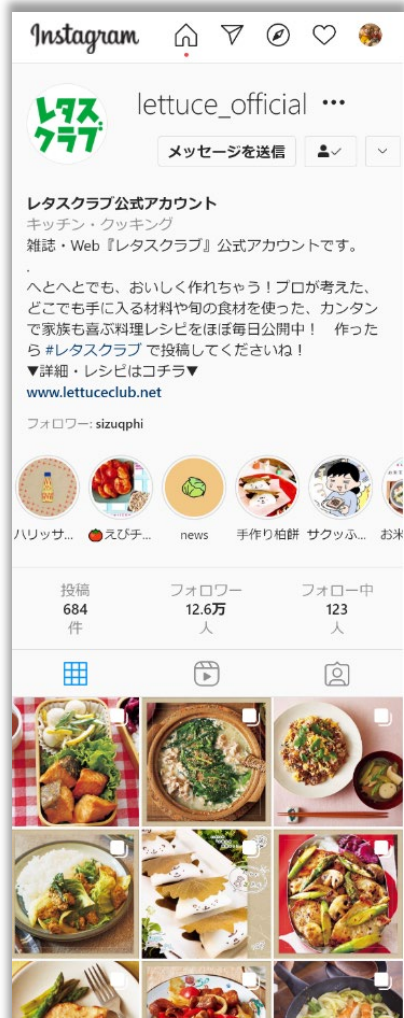 Instagram
レタス
クラブ
lettuce_official
メッセージを送信
レタスクラブ公式アカウント
キッチン・クッキング
雑誌・Web『レタスクラブ』公式アカウントです。
.
へとへとでも、おいしく作れちゃう！プロが考えた、
どこでも手に入る材料や旬の食材を使った、カンタン
で家族も喜ぶ料理レシピをほぼ毎日公開中！　作った
ら #レタスクラブ で投稿してくださいね！
▼詳細・レシピはコチラ▼
www.lettuceclub.net
フォロワー: sizuqphi
ハリッサ... 🍅えびチ... news 手作り柏餅 サクッふ... お米
投稿 フォロワー フォロー中
684 12.6万 123
件 人 人